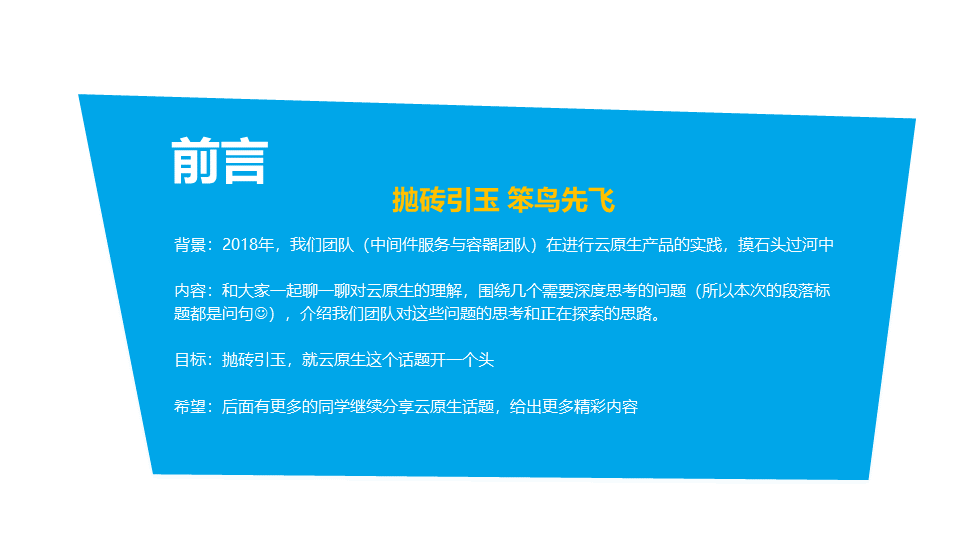 前言
抛砖引玉 笨鸟先飞
背景：2018年，我们团队（中间件服务与容器团队）在进行云原生产品的实践，摸石头过河中
内容：和大家一起聊一聊对云原生的理解，围绕几个需要深度思考的问题（所以本次的段落标
题都是问句☺），介绍我们团队对这些问题的思考和正在探索的思路。
目标：抛砖引玉，就云原生这个话题开一个头
希望：后面有更多的同学继续分享云原生话题，给出更多精彩内容